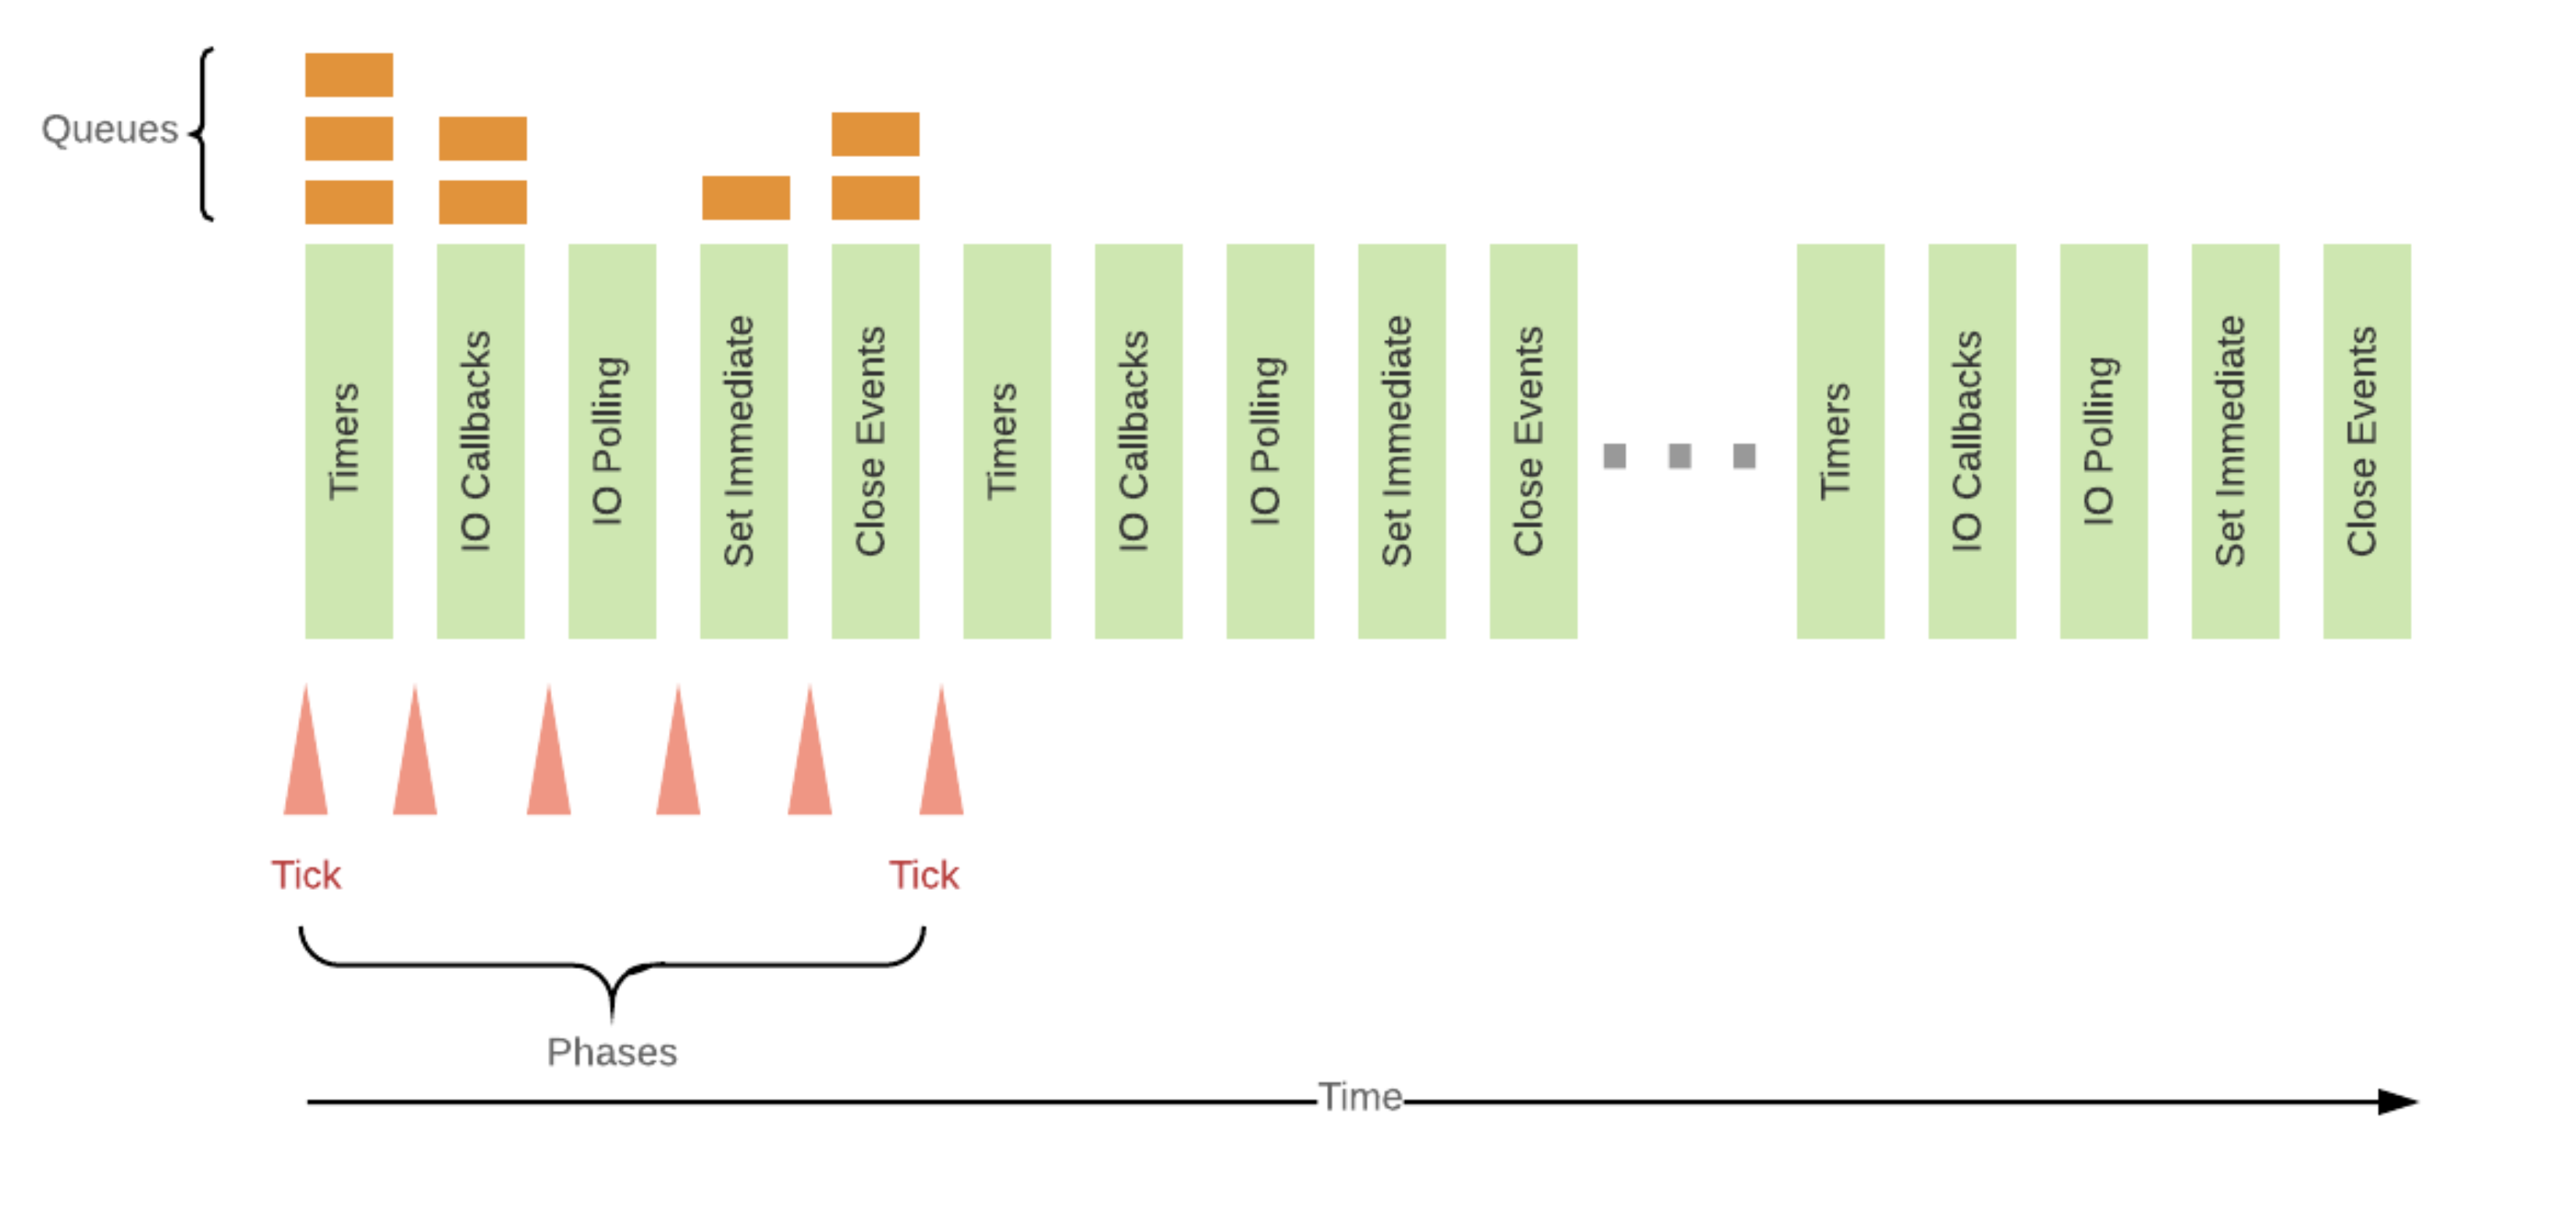 Queues
Timers
IO Callbacks
IO Polling
Set Immediate
Close Events
Timers
IO Callbacks
IO Polling
Set Immediate
Close Events
Timers
IO Callbacks
IO Polling
Set Immediate
Close Events
Tick
Tick
Phases
Time